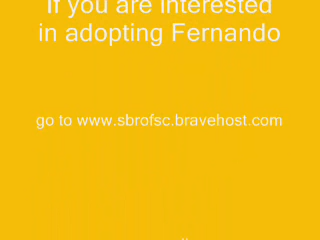 If you are interested
in adopting Fernando
go to www.sbrofsc.bravehost.com